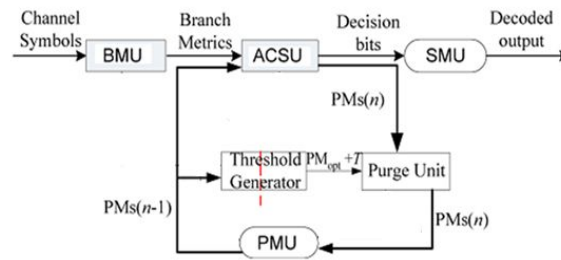 Channel
Symbols
Branch
Metrics
Decision
bits
Decoded
output
BMU
ACSU
SMU
PMs(n)
Threshold
Generator
PMopt +T
Purge Unit
PMs(n-1)
PMs(n)
PMU